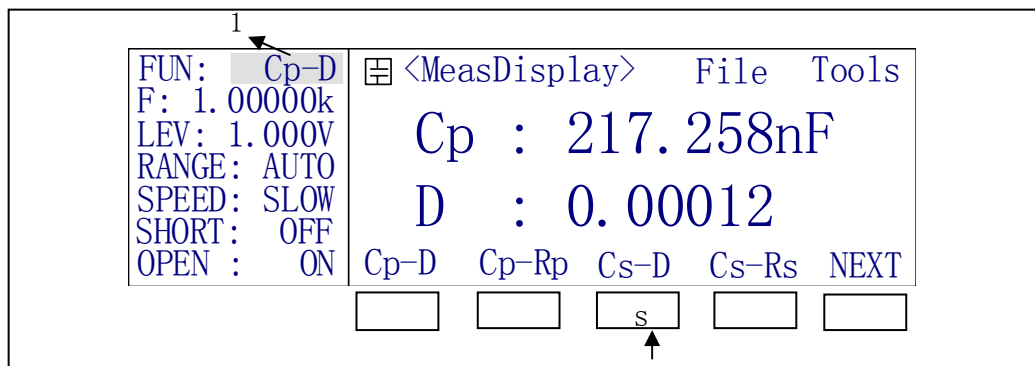 1
FUN: Cp-D
F: 1.00000k
LEV: 1.000V
RANGE: AUTO
SPEED: SLOW
SHORT: OFF
OPEN : ON
<MeasDisplay> File Tools
Cp : 217.258nF
D : 0.00012
Cp-D Cp-Rp Cs-D Cs-Rs NEXT
s